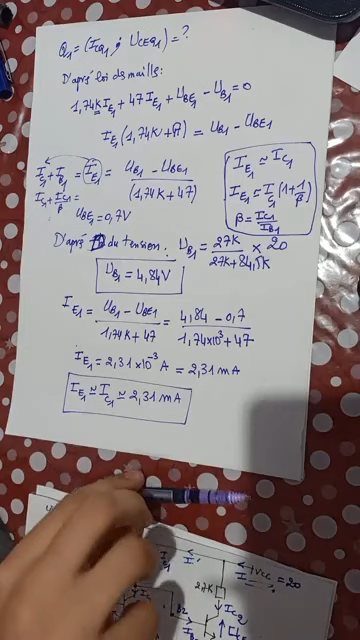 Q1 = (ICQ1 ; UCEQ1) = ?
D'après loi des mailles:
1,74K IE1 + 47 IE1 + UBE1 - UB1 = 0
IE1 (1,74K + 47) = UB1 - UBE1
IE1 + IB1 = IE1 = UB1 - UBE1 / (1,74K + 47)
IC1 + IC1/β =
UBE1 = 0,7V
IE1 ≃ IC1
IE1 = IC1 (1 + 1/β)
β = IC1/IB1
D'après du tension: UB1 = 27K / 27K + 84,5K × 20
UB1 = 4,84V
IE1 = UB1 - UBE1 / 1,74K + 47 = 4,84 - 0,7 / 1,74×10³ + 47
IE1 = 2,31 × 10⁻³ A = 2,31 mA
IE1 ≃ IC1 ≃ 2,31 mA
I
+VCC = 20
I
27K
IC2
IC
B2